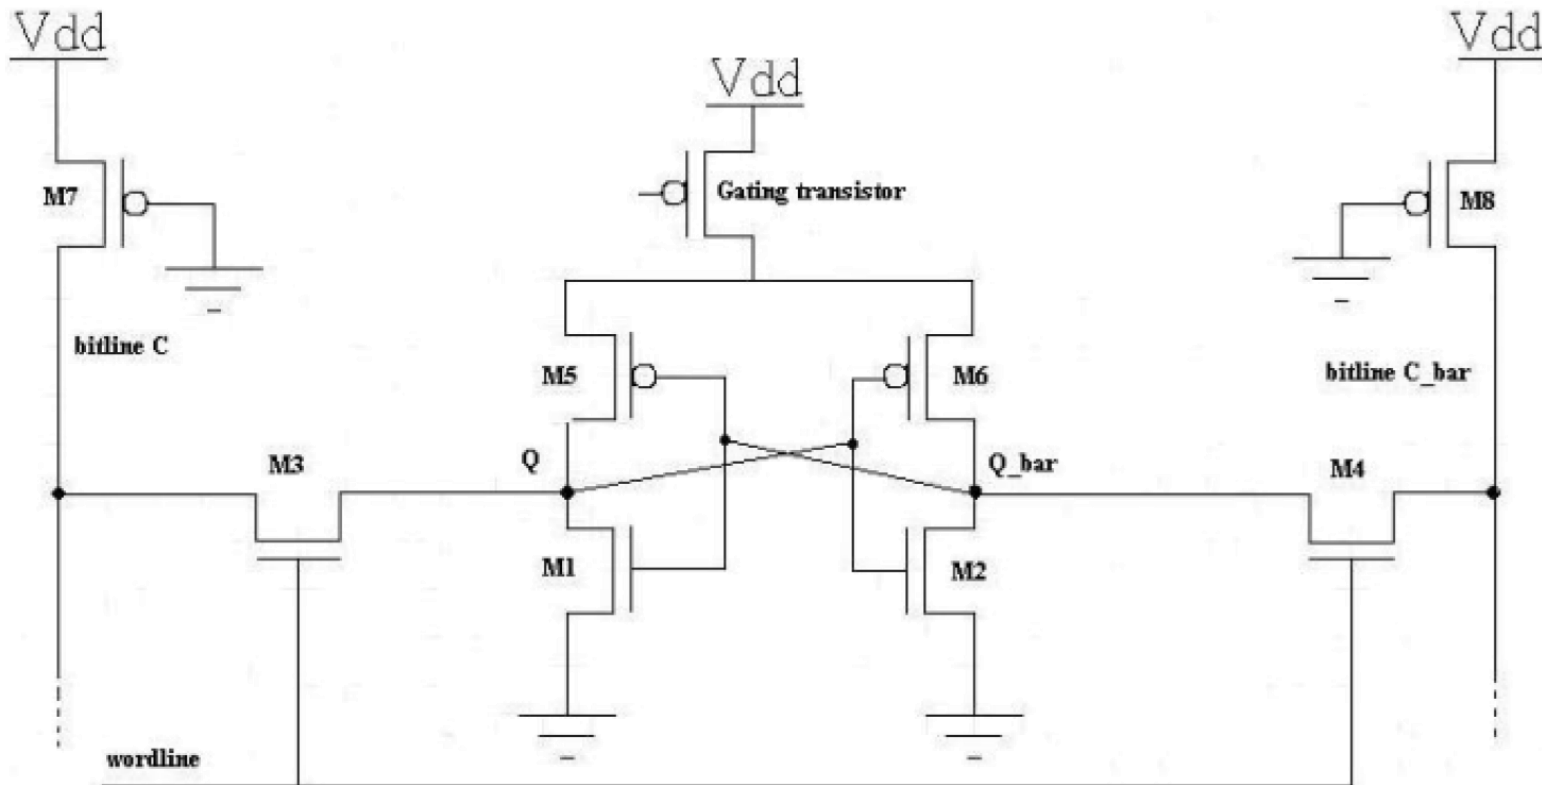 Vdd
Vdd
Vdd
M7
Gating transistor
M8
bitline C
M5
M6
bitline C_bar
M3
Q
Q_bar
M4
M1
M2
wordline